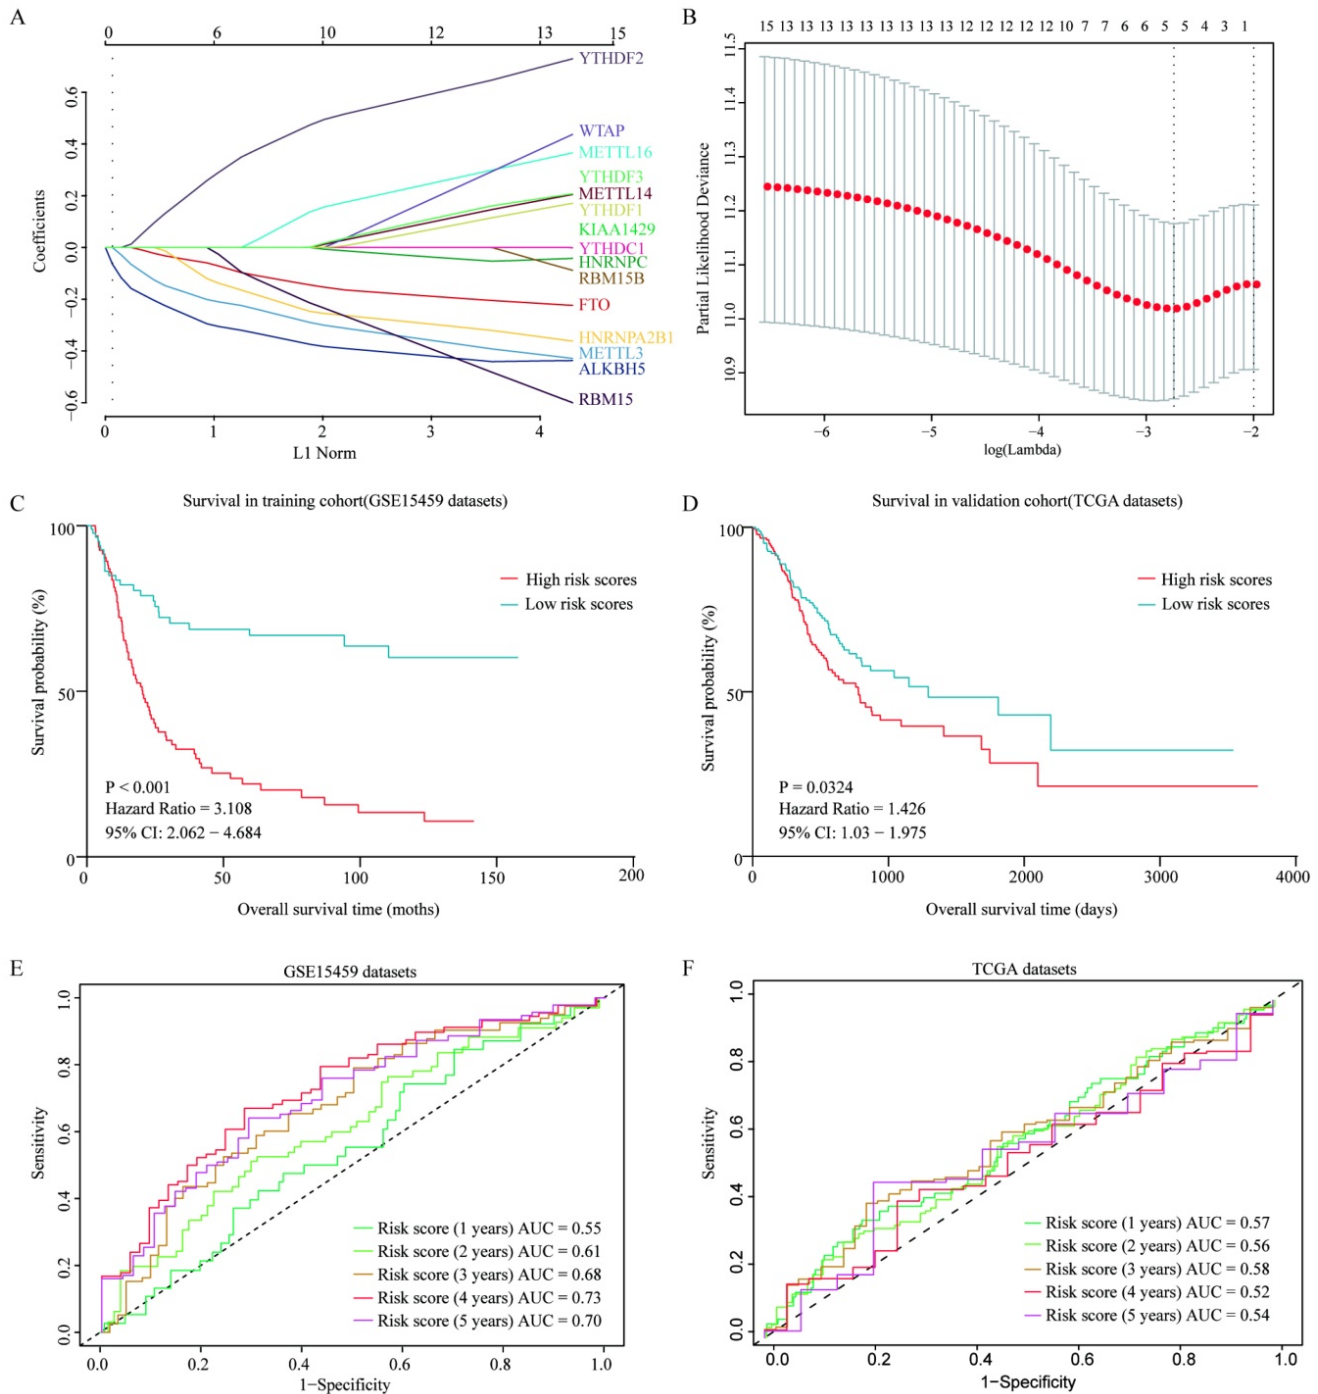 A
0 6 10 12 13 15
YTHDF2
WTAP
METTL16
YTHDF3
METTL14
YTHDF1
KIAA1429
YTHDC1
HNRNPC
RBM15B
FTO
HNRNPA2B1
METTL3
ALKBH5
RBM15
0.6
0.4
0.2
0.0
−0.2
−0.4
−0.6
Coefficients
0 1 2 3 4
L1 Norm
B
15 13 13 13 13 13 13 13 13 13 12 12 12 12 12 10 7 7 6 6 5 5 4 3 1
11.5
11.4
11.3
11.2
11.1
11.0
10.9
Partial Likelihood Deviance
−6 −5 −4 −3 −2
log(Lambda)
C
Survival in training cohort(GSE15459 datasets)
100
50
0
Survival probability (%)
High risk scores
Low risk scores
P < 0.001
Hazard Ratio = 3.108
95% CI: 2.062 − 4.684
0 50 100 150 200
Overall survival time (moths)
D
Survival in validation cohort(TCGA datasets)
100
50
0
Survival probability (%)
High risk scores
Low risk scores
P = 0.0324
Hazard Ratio = 1.426
95% CI: 1.03 − 1.975
0 1000 2000 3000 4000
Overall survival time (days)
E
GSE15459 datasets
1.0
0.8
0.6
0.4
0.2
0.0
Sensitivity
Risk score (1 years) AUC = 0.55
Risk score (2 years) AUC = 0.61
Risk score (3 years) AUC = 0.68
Risk score (4 years) AUC = 0.73
Risk score (5 years) AUC = 0.70
0.0 0.2 0.4 0.6 0.8 1.0
1−Specificity
F
TCGA datasets
1.0
0.8
0.6
0.4
0.2
0.0
Sensitivity
Risk score (1 years) AUC = 0.57
Risk score (2 years) AUC = 0.56
Risk score (3 years) AUC = 0.58
Risk score (4 years) AUC = 0.52
Risk score (5 years) AUC = 0.54
0.0 0.2 0.4 0.6 0.8 1.0
1−Specificity